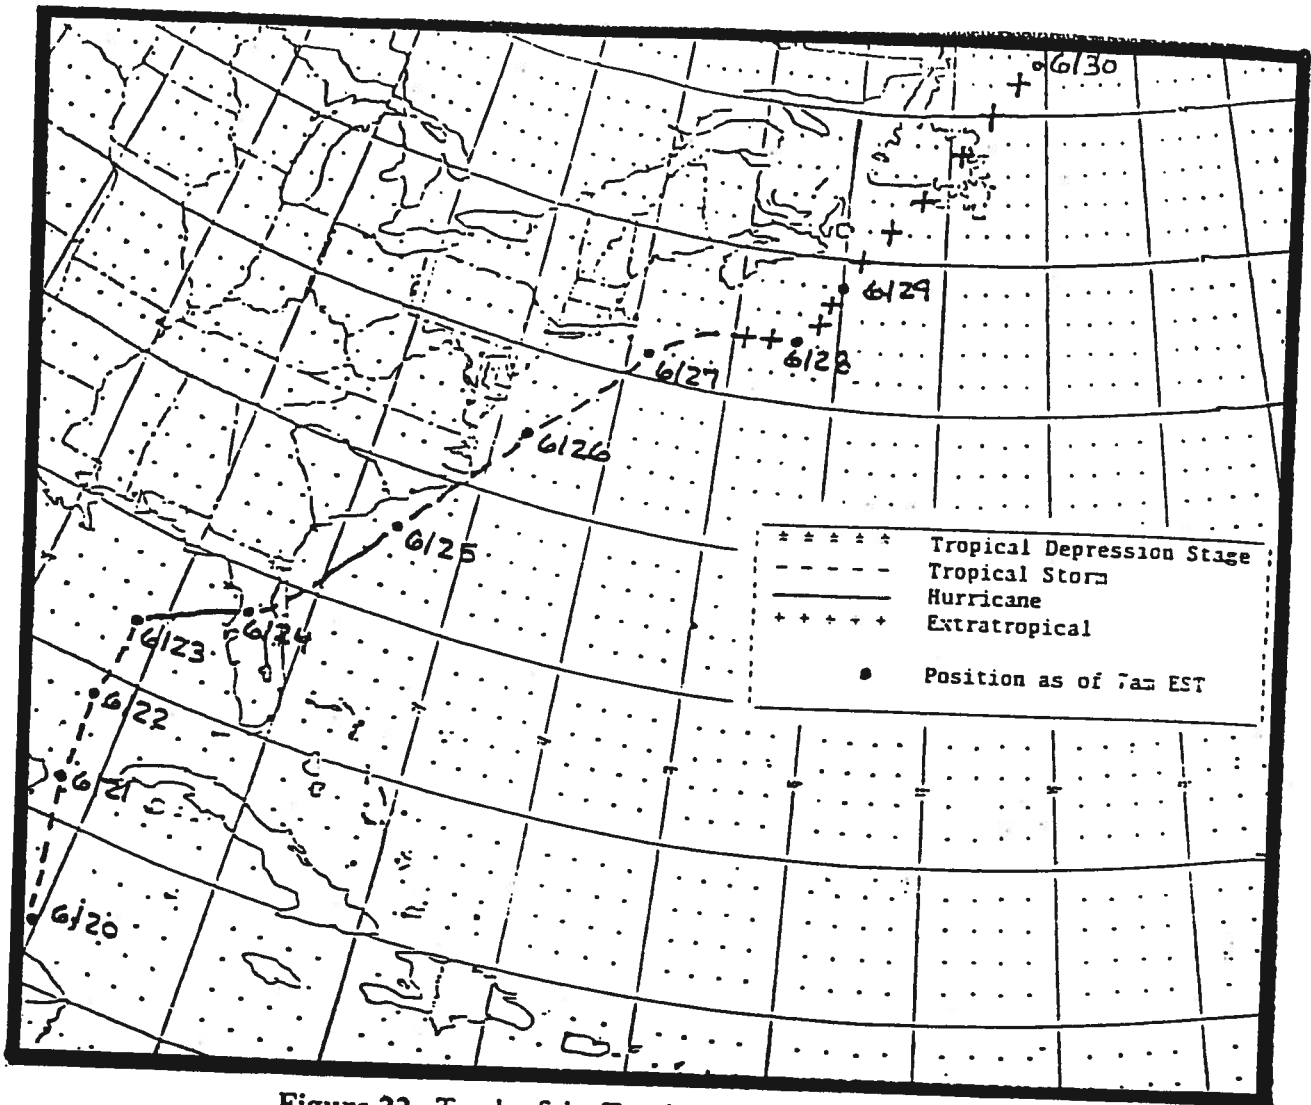 6/30
6/29
6/28
6/27
6/26
6/25
6/24
6/23
6/22
6/21
6/20
Tropical Depression Stage
Tropical Storm
Hurricane
Extratropical
Position as of 7am EST